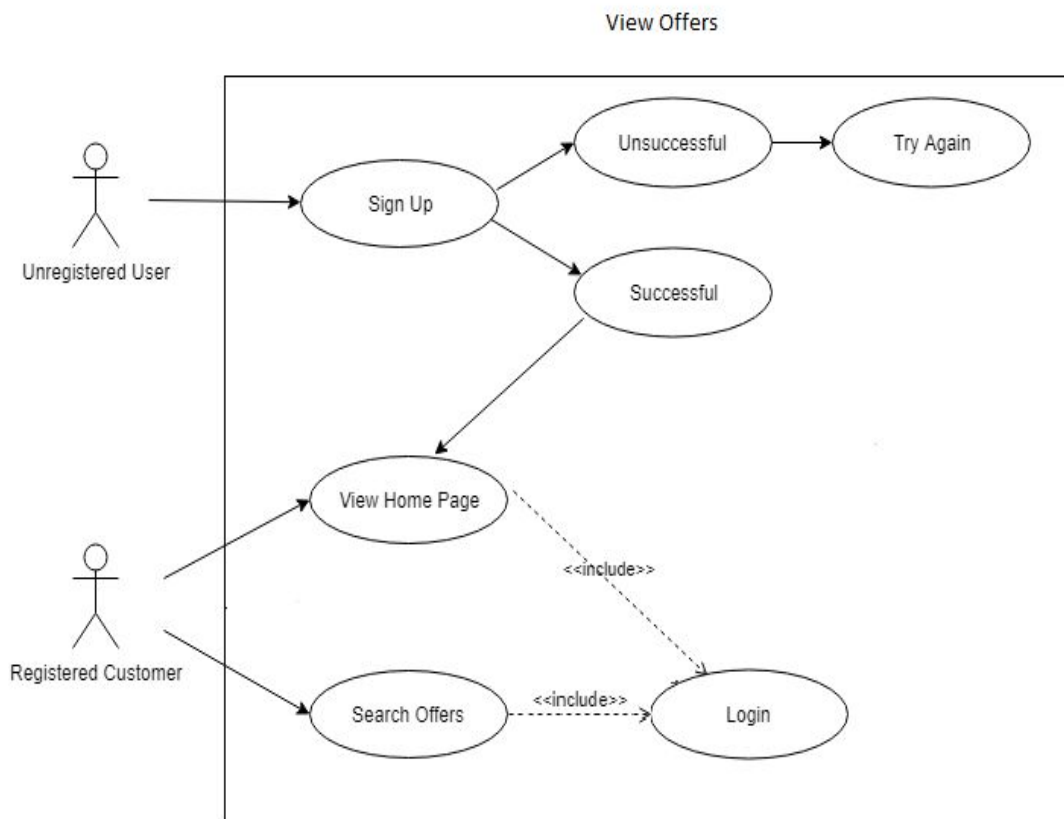 View Offers
Unsuccessful
Try Again
Sign Up
Unregistered User
Successful
View Home Page
<<include>>
Registered Customer
<<include>>
Search Offers
Login